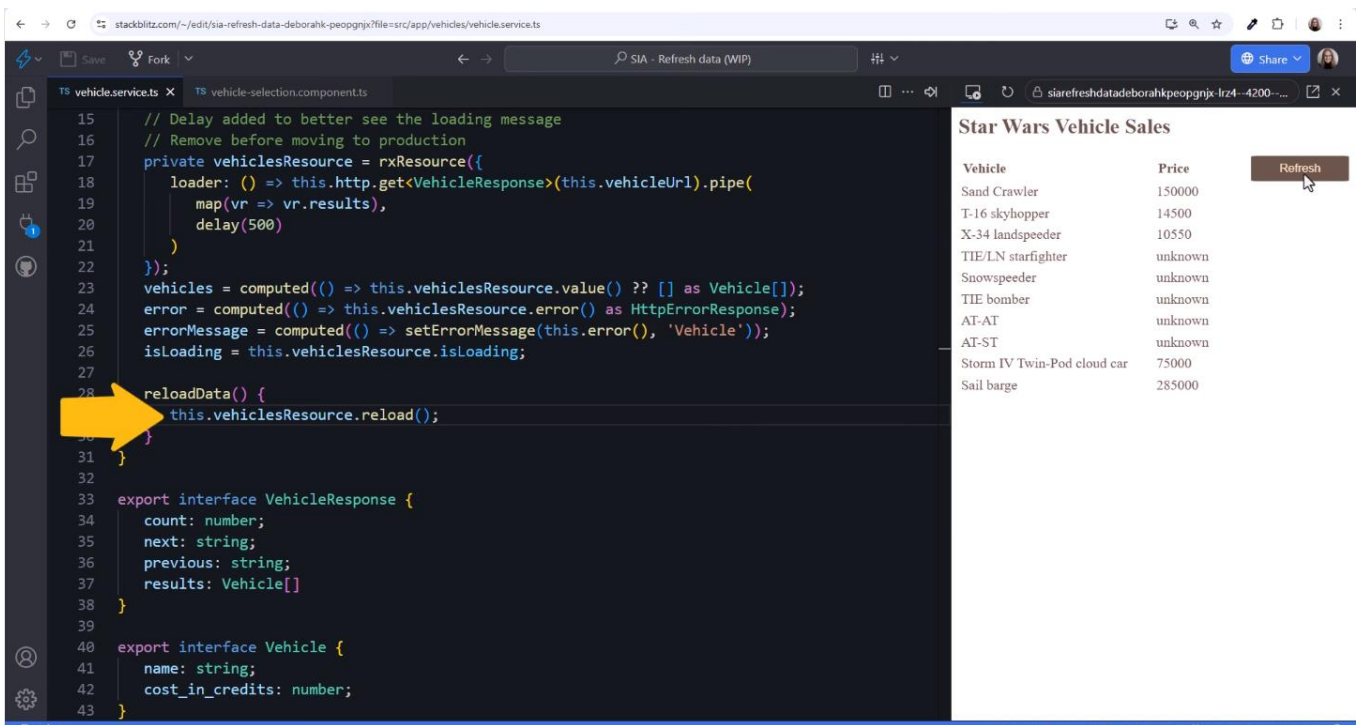 stackblitz.com/~/edit/sia-refresh-data-deborahk-peopgnjx?file=src/app/vehicles/vehicle.service.ts
Save
Fork
SIA - Refresh data (WIP)
Share
TS vehicle.service.ts
TS vehicle-selection.component.ts
siarefreshdatadeborahkpeopgnjx-lrz4--4200--...
15 // Delay added to better see the loading message
16 // Remove before moving to production
17 private vehiclesResource = rxResource({
18 loader: () => this.http.get<VehicleResponse>(this.vehicleUrl).pipe(
19 map(vr => vr.results),
20 delay(500)
21 )
22 });
23 vehicles = computed(() => this.vehiclesResource.value() ?? [] as Vehicle[]);
24 error = computed(() => this.vehiclesResource.error() as HttpErrorResponse);
25 errorMessage = computed(() => setErrorMessage(this.error(), 'Vehicle'));
26 isLoading = this.vehiclesResource.isLoading;
27
28 reloadData() {
this.vehiclesResource.reload();
30 }
31 }
32
33 export interface VehicleResponse {
34 count: number;
35 next: string;
36 previous: string;
37 results: Vehicle[]
38 }
39
40 export interface Vehicle {
41 name: string;
42 cost_in_credits: number;
43 }
1
Star Wars Vehicle Sales
Vehicle Price Refresh
Sand Crawler 150000
T-16 skyhopper 14500
X-34 landspeeder 10550
TIE/LN starfighter unknown
Snowspeeder unknown
TIE bomber unknown
AT-AT unknown
AT-ST unknown
Storm IV Twin-Pod cloud car 75000
Sail barge 285000